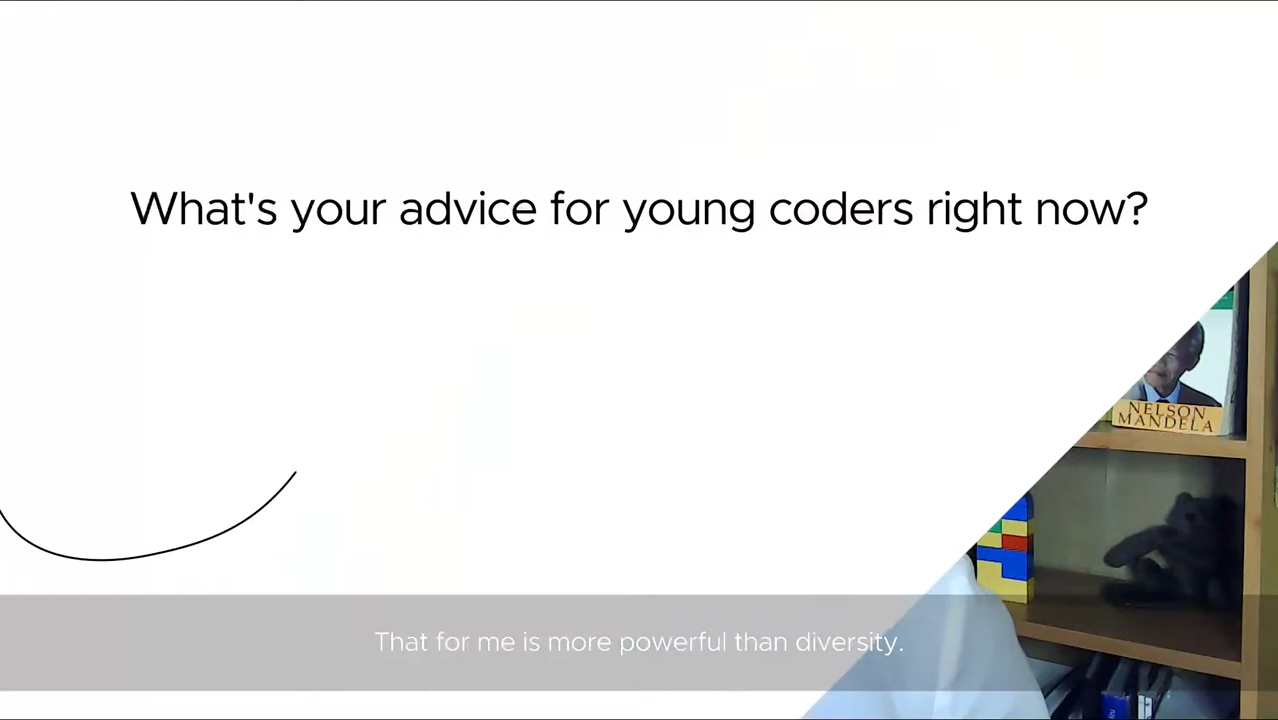 What's your advice for young coders right now?
NELSON
MANDELA
That for me is more powerful than diversity.